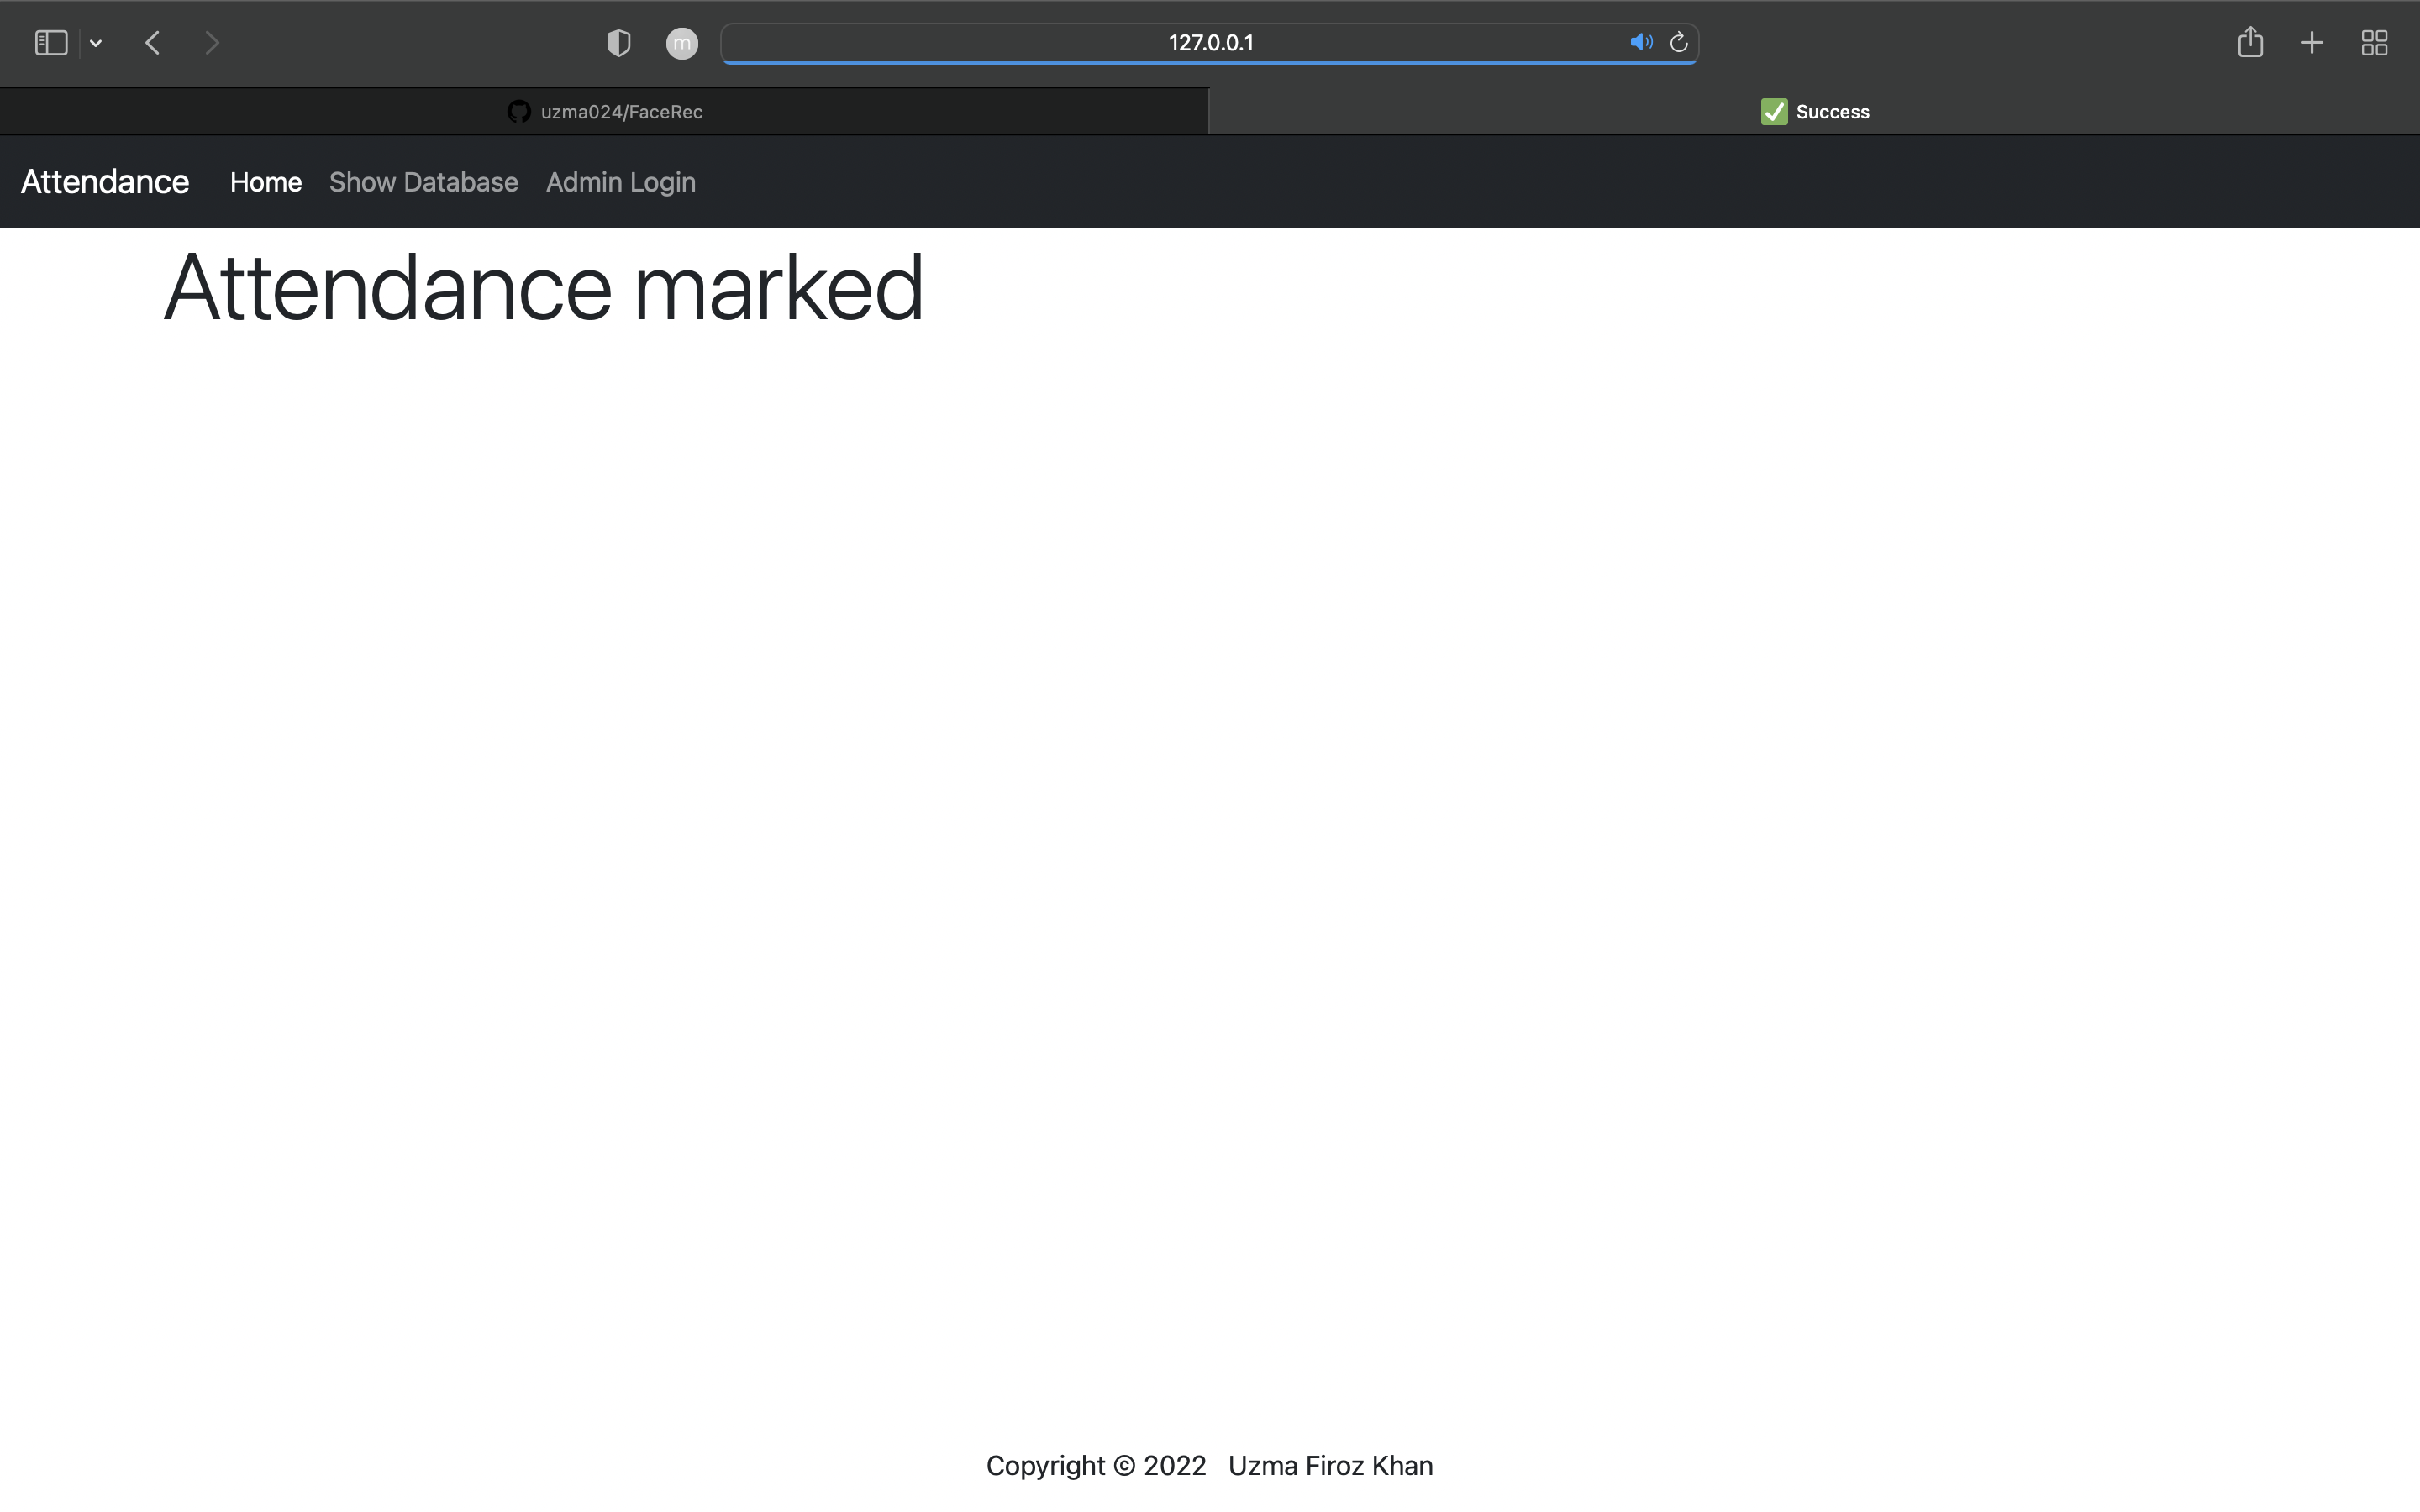 m
127.0.0.1
uzma024/FaceRec
✅ Success
Attendance Home Show Database Admin Login
Attendance marked
Copyright © 2022 Uzma Firoz Khan